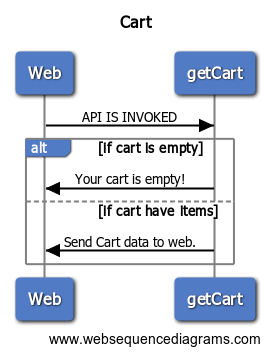 Cart
Web getCart
API IS INVOKED
alt [If cart is empty]
Your cart is empty!
[If cart have items]
Send Cart data to web.
Web getCart
www.websequencediagrams.com